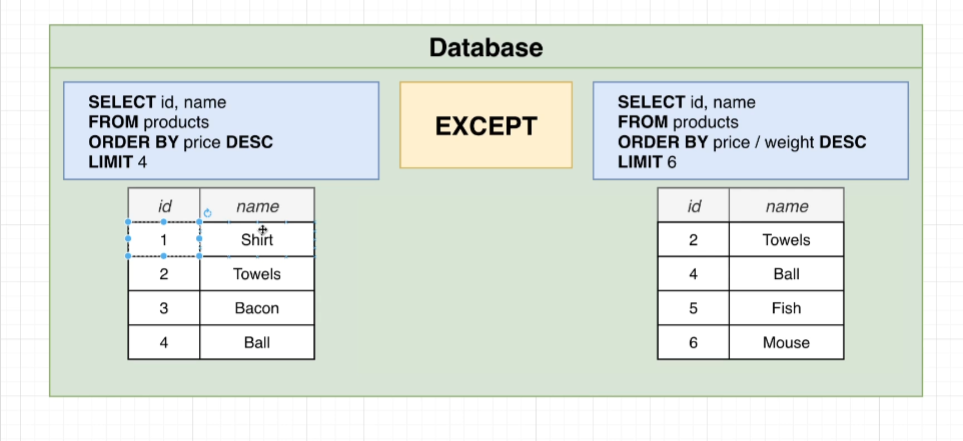 Database
SELECT id, name
FROM products
ORDER BY price DESC
LIMIT 4
EXCEPT
SELECT id, name
FROM products
ORDER BY price / weight DESC
LIMIT 6
id name
1 Shirt
2 Towels
3 Bacon
4 Ball
id name
2 Towels
4 Ball
5 Fish
6 Mouse